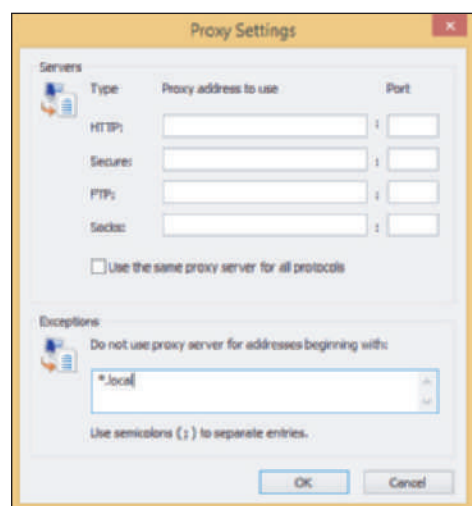 Proxy Settings
Servers
Type Proxy address to use Port
HTTP: :
Secure: :
FTP: :
Socks: :
Use the same proxy server for all protocols
Exceptions
Do not use proxy server for addresses beginning with:
*.local
Use semicolons (;) to separate entries.
OK Cancel